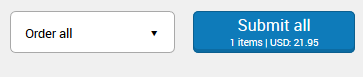 Order all
Submit all
1 items | USD: 21.95